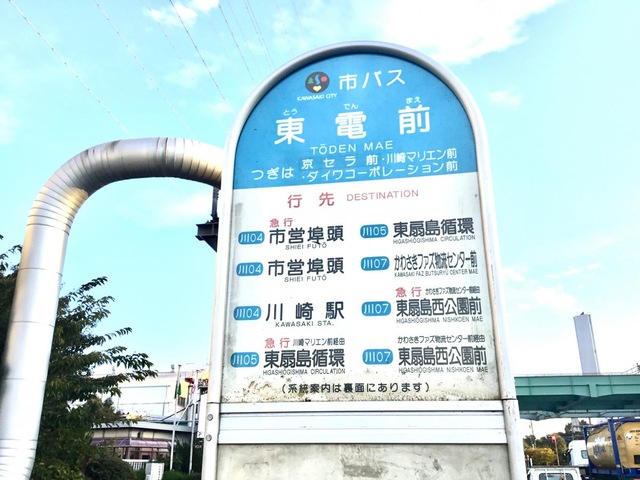 市バス
KAWASAKI CITY
とう でん まえ
東電前
TŌDEN MAE
つぎは 京セラ前・川崎マリエン前
・ダイワコーポレーション前
行先 DESTINATION
急行
川04 市営埠頭
SHIEI FUTŌ
川04 市営埠頭
SHIEI FUTŌ
川04 川崎駅
KAWASAKI STA.
急行 川崎マリエン前経由
川05 東扇島循環
HIGASHIOGISHIMA CIRCULATION
川05 東扇島循環
HIGASHIOGISHIMA CIRCULATION
川07 かわさきファズ物流センター前
KAWASAKI FAZ BUTSURYU CENTER MAE
急行 かわさきファズ物流センター前経由
川07 東扇島西公園前
HIGASHIOGISHIMA NISHIKOEN MAE
かわさきファズ物流センター前経由
川07 東扇島西公園前
HIGASHIOGISHIMA NISHIKOEN MAE
(系統案内は裏面にあります)